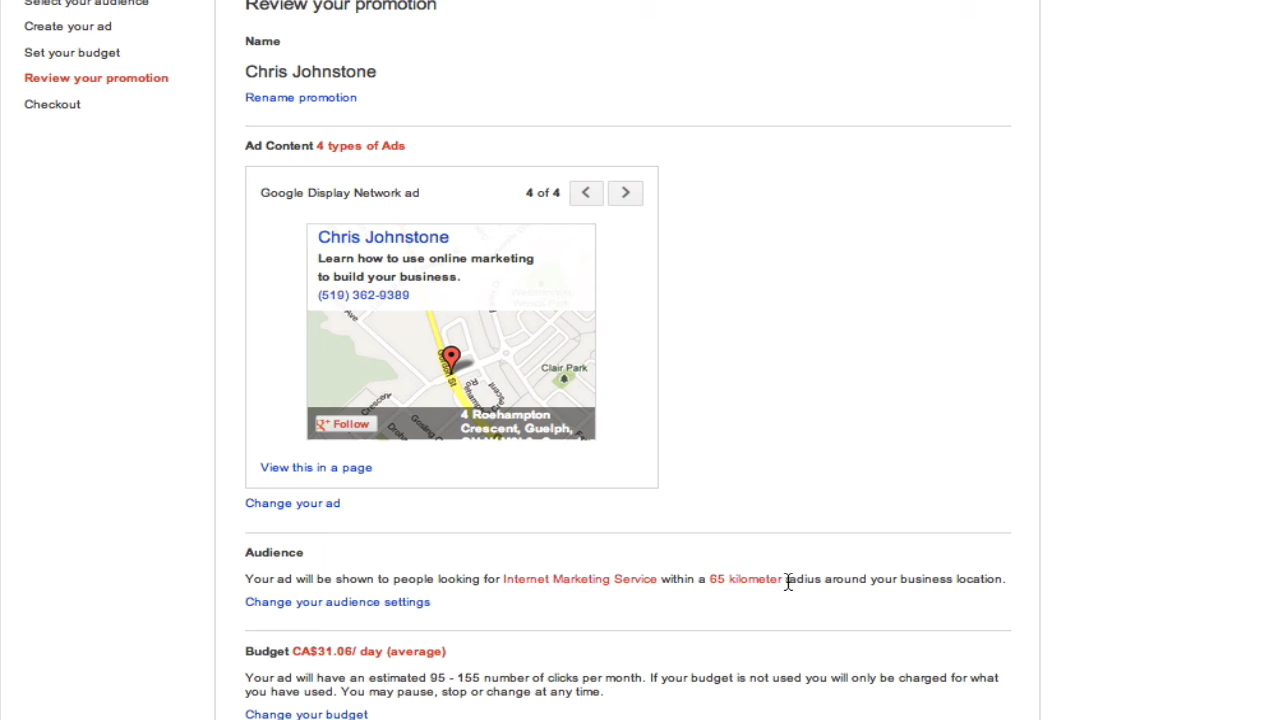 Select your audience
Create your ad
Set your budget
Review your promotion
Checkout
Review your promotion
Name
Chris Johnstone
Rename promotion
Ad Content 4 types of Ads
Google Display Network ad
4 of 4
Chris Johnstone
Learn how to use online marketing
to build your business.
(519) 362-9389
Ave
Gordon St
Clair Park
Crescent
4 Roehampton
Crescent, Guelph,
g+ Follow
View this in a page
Change your ad
Audience
Your ad will be shown to people looking for Internet Marketing Service within a 65 kilometer radius around your business location.
Change your audience settings
Budget CA$31.06/ day (average)
Your ad will have an estimated 95 - 155 number of clicks per month. If your budget is not used you will only be charged for what
you have used. You may pause, stop or change at any time.
Change your budget